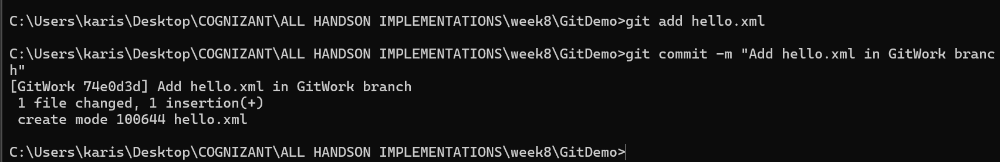 C:\Users\karis\Desktop\COGNIZANT\ALL HANDSON IMPLEMENTATIONS\week8\GitDemo>git add hello.xml
C:\Users\karis\Desktop\COGNIZANT\ALL HANDSON IMPLEMENTATIONS\week8\GitDemo>git commit -m "Add hello.xml in GitWork branc
h"
[GitWork 74e0d3d] Add hello.xml in GitWork branch
 1 file changed, 1 insertion(+)
 create mode 100644 hello.xml
C:\Users\karis\Desktop\COGNIZANT\ALL HANDSON IMPLEMENTATIONS\week8\GitDemo>